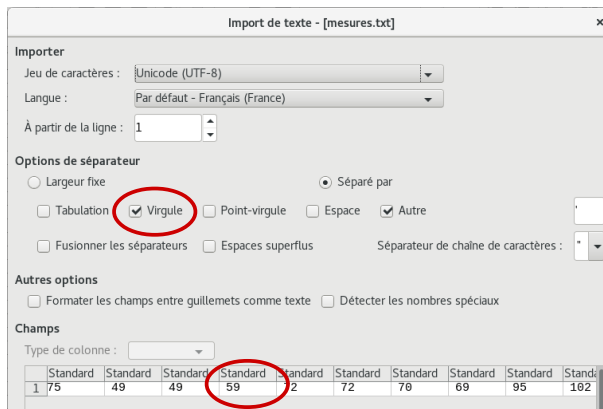 Import de texte - [mesures.txt] ×
Importer
Jeu de caractères : Unicode (UTF-8)
Langue : Par défaut - Français (France)
À partir de la ligne : 1
Options de séparateur
Largeur fixe Séparé par
Tabulation Virgule Point-virgule Espace Autre '
Fusionner les séparateurs Espaces superflus Séparateur de chaîne de caractères : "
Autres options
Formater les champs entre guillemets comme texte Détecter les nombres spéciaux
Champs
Type de colonne :
Standard Standard Standard Standard Standard Standard Standard Standard Standard Standa
1 75 49 49 59 72 72 70 69 95 102